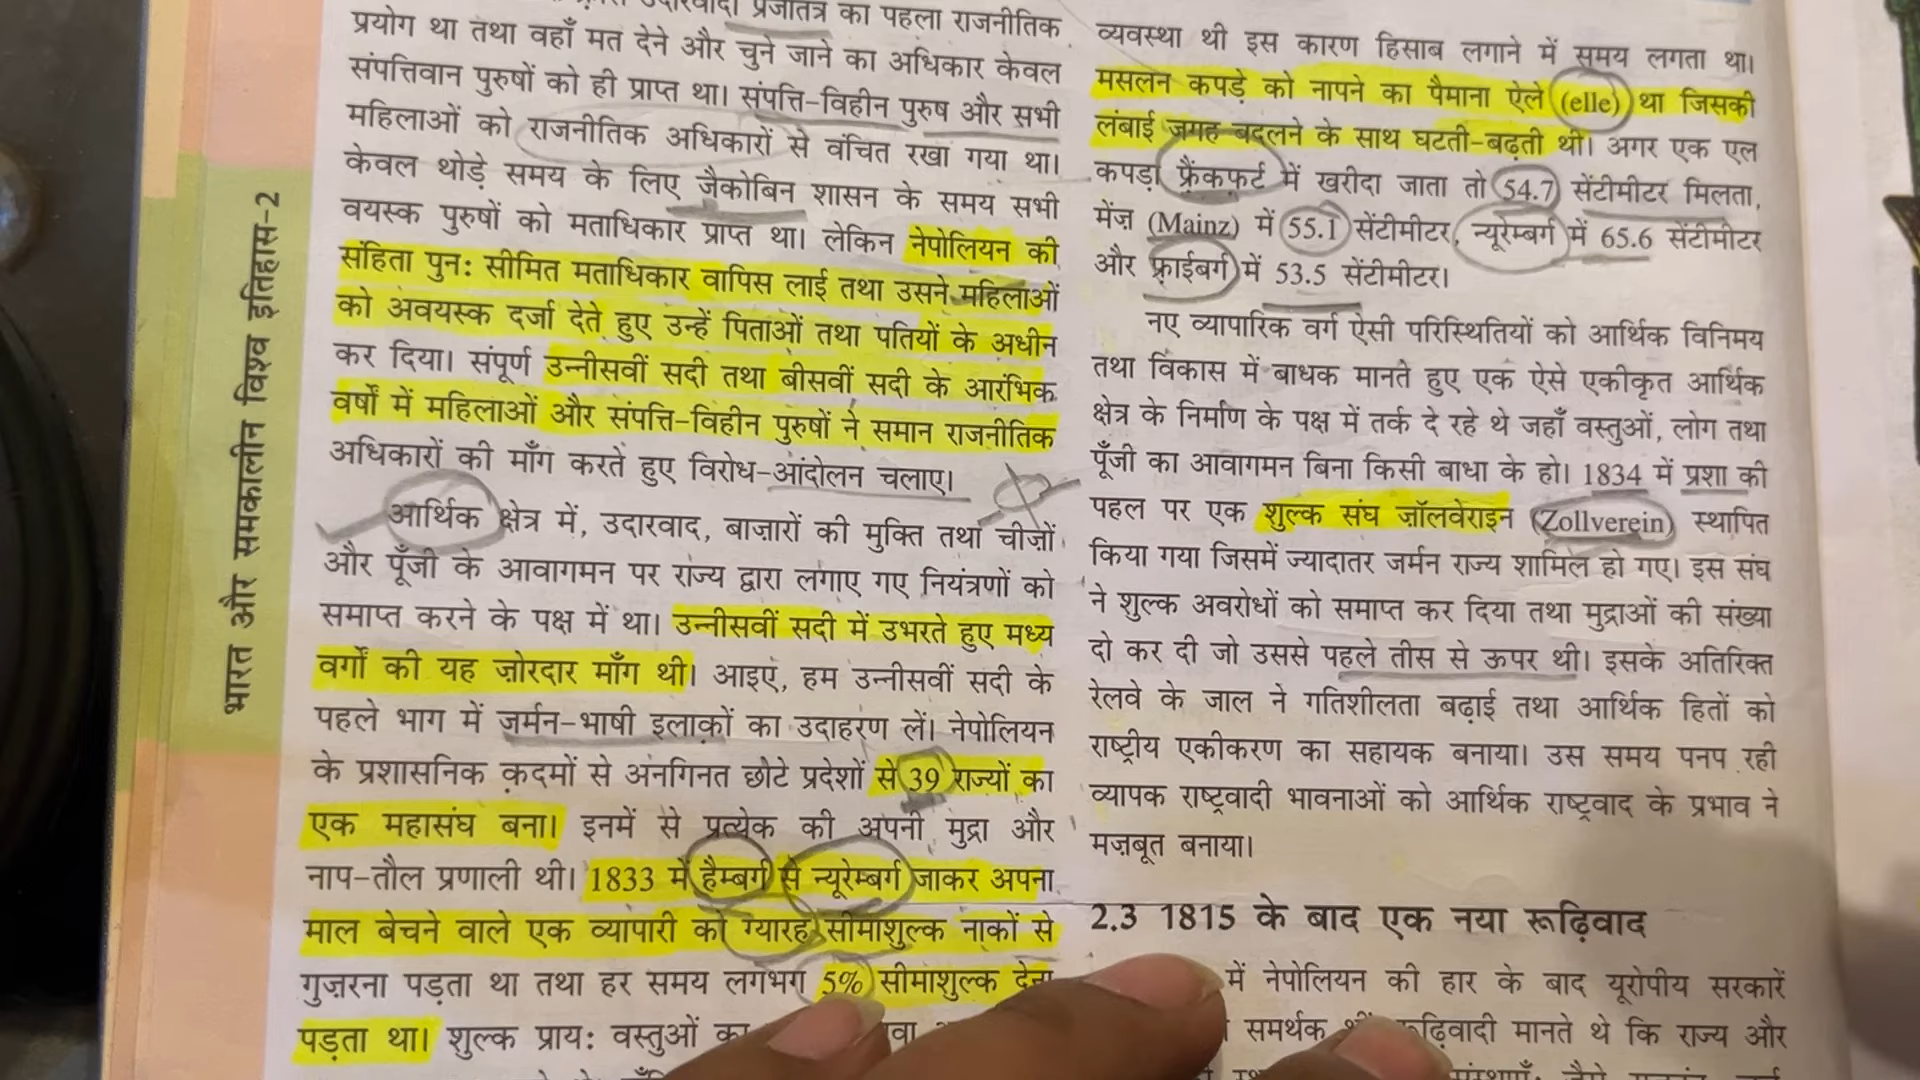 भारत और समकालीन विश्व इतिहास-2
उदारवादी प्रजातंत्र का पहला राजनीतिक
प्रयोग था तथा वहाँ मत देने और चुने जाने का अधिकार केवल
संपत्तिवान पुरुषों को ही प्राप्त था। संपत्ति-विहीन पुरुष और सभी
महिलाओं को राजनीतिक अधिकारों से वंचित रखा गया था।
केवल थोड़े समय के लिए जैकोबिन शासन के समय सभी
वयस्क पुरुषों को मताधिकार प्राप्त था। लेकिन नेपोलियन की
संहिता पुन: सीमित मताधिकार वापिस लाई तथा उसने महिलाओं
को अवयस्क दर्जा देते हुए उन्हें पिताओं तथा पतियों के अधीन
कर दिया। संपूर्ण उन्नीसवीं सदी तथा बीसवीं सदी के आरंभिक
वर्षों में महिलाओं और संपत्ति-विहीन पुरुषों ने समान राजनीतिक
अधिकारों की माँग करते हुए विरोध-आंदोलन चलाए।
आर्थिक क्षेत्र में, उदारवाद, बाज़ारों की मुक्ति तथा चीज़ों
और पूँजी के आवागमन पर राज्य द्वारा लगाए गए नियंत्रणों को
समाप्त करने के पक्ष में था। उन्नीसवीं सदी में उभरते हुए मध्य
वर्गों की यह ज़ोरदार माँग थी। आइए, हम उन्नीसवीं सदी के
पहले भाग में जर्मन-भाषी इलाक़ों का उदाहरण लें। नेपोलियन
के प्रशासनिक क़दमों से अनगिनत छोटे प्रदेशों से 39 राज्यों का
एक महासंघ बना। इनमें से प्रत्येक की अपनी मुद्रा और
नाप-तौल प्रणाली थी। 1833 में हैम्बर्ग से न्यूरेम्बर्ग जाकर अपना
माल बेचने वाले एक व्यापारी को ग्यारह सीमाशुल्क नाकों से
गुज़रना पड़ता था तथा हर समय लगभग 5% सीमाशुल्क देना
पड़ता था। शुल्क प्राय: वस्तुओं
व्यवस्था थी इस कारण हिसाब लगाने में समय लगता था।
मसलन कपड़े को नापने का पैमाना ऐले (elle) था जिसकी
लंबाई जगह बदलने के साथ घटती-बढ़ती थी। अगर एक एल
कपड़ा फ्रैंकफर्ट में खरीदा जाता तो 54.7 सेंटीमीटर मिलता,
मेंज़ (Mainz) में 55.1 सेंटीमीटर, न्यूरेम्बर्ग में 65.6 सेंटीमीटर
और फ्राईबर्ग में 53.5 सेंटीमीटर।
नए व्यापारिक वर्ग ऐसी परिस्थितियों को आर्थिक विनिमय
तथा विकास में बाधक मानते हुए एक ऐसे एकीकृत आर्थिक
क्षेत्र के निर्माण के पक्ष में तर्क दे रहे थे जहाँ वस्तुओं, लोग तथा
पूँजी का आवागमन बिना किसी बाधा के हो। 1834 में प्रशा की
पहल पर एक शुल्क संघ ज़ॉलवेराइन (Zollverein) स्थापित
किया गया जिसमें ज्यादातर जर्मन राज्य शामिल हो गए। इस संघ
ने शुल्क अवरोधों को समाप्त कर दिया तथा मुद्राओं की संख्या
दो कर दी जो उससे पहले तीस से ऊपर थी। इसके अतिरिक्त
रेलवे के जाल ने गतिशीलता बढ़ाई तथा आर्थिक हितों को
राष्ट्रीय एकीकरण का सहायक बनाया। उस समय पनप रही
व्यापक राष्ट्रवादी भावनाओं को आर्थिक राष्ट्रवाद के प्रभाव ने
मज़बूत बनाया।
2.3 1815 के बाद एक नया रूढ़िवाद
में नेपोलियन की हार के बाद यूरोपीय सरकारें
समर्थक रूढ़िवादी मानते थे कि राज्य और